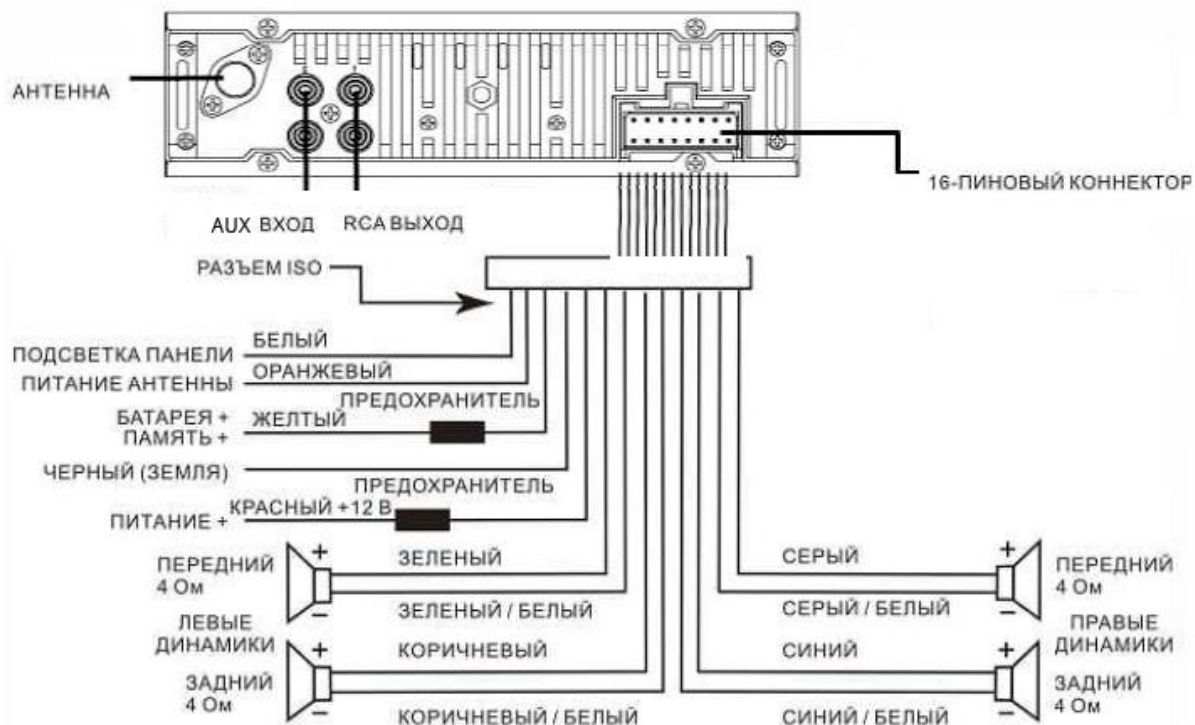 АНТЕННА
16-ПИНОВЫЙ КОННЕКТОР
AUX ВХОД
RCA ВЫХОД
РАЗЪЕМ ISO
БЕЛЫЙ
ПОДСВЕТКА ПАНЕЛИ
ОРАНЖЕВЫЙ
ПИТАНИЕ АНТЕННЫ
ПРЕДОХРАНИТЕЛЬ
БАТАРЕЯ +
ЖЕЛТЫЙ
ПАМЯТЬ +
ЧЕРНЫЙ (ЗЕМЛЯ)
ПРЕДОХРАНИТЕЛЬ
КРАСНЫЙ +12 В
ПИТАНИЕ +
ПЕРЕДНИЙ
4 Ом
+
−
ЗЕЛЕНЫЙ
ЗЕЛЕНЫЙ / БЕЛЫЙ
ЛЕВЫЕ
ДИНАМИКИ
+
−
КОРИЧНЕВЫЙ
ЗАДНИЙ
4 Ом
КОРИЧНЕВЫЙ / БЕЛЫЙ
СЕРЫЙ
СЕРЫЙ / БЕЛЫЙ
+
−
ПЕРЕДНИЙ
4 Ом
ПРАВЫЕ
ДИНАМИКИ
СИНИЙ
СИНИЙ / БЕЛЫЙ
+
−
ЗАДНИЙ
4 Ом